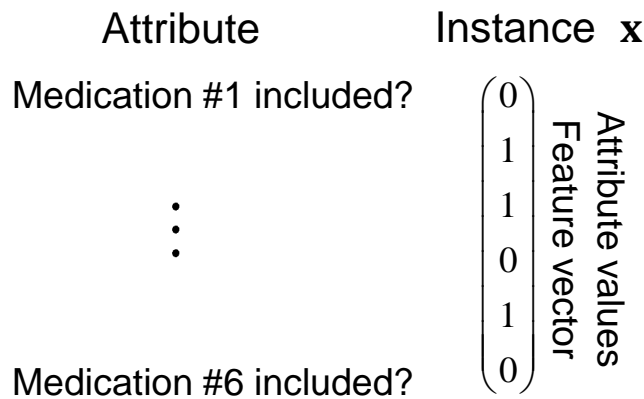 Attribute
Instance x
Medication #1 included?
⋮
Medication #6 included?
0
1
1
0
1
0
Attribute values
Feature vector